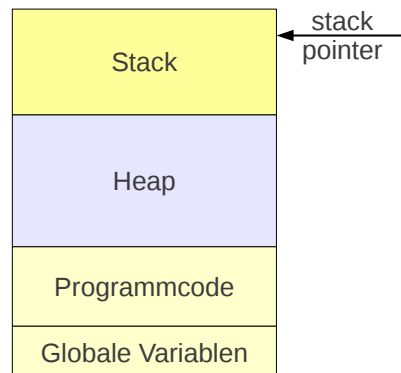 stack
pointer
Stack
Heap
Programmcode
Globale Variablen